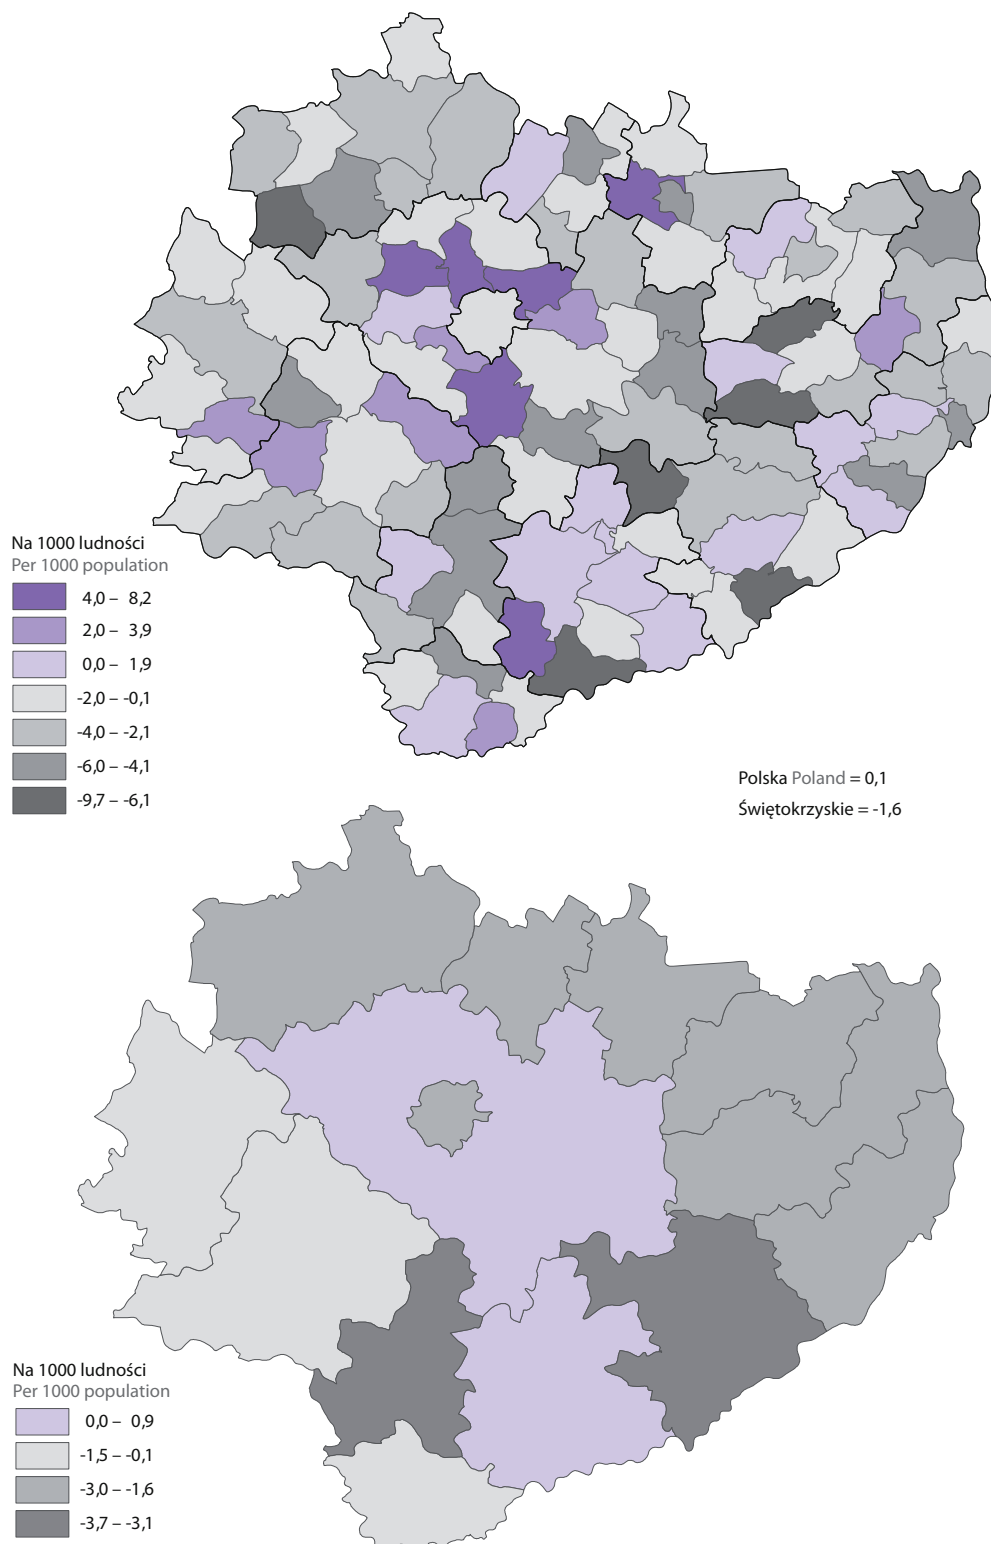 Na 1000 ludności
Per 1000 population
4,0 – 8,2
2,0 – 3,9
0,0 – 1,9
-2,0 – -0,1
-4,0 – -2,1
-6,0 – -4,1
-9,7 – -6,1
Polska Poland = 0,1
Świętokrzyskie = -1,6
Na 1000 ludności
Per 1000 population
0,0 – 0,9
-1,5 – -0,1
-3,0 – -1,6
-3,7 – -3,1